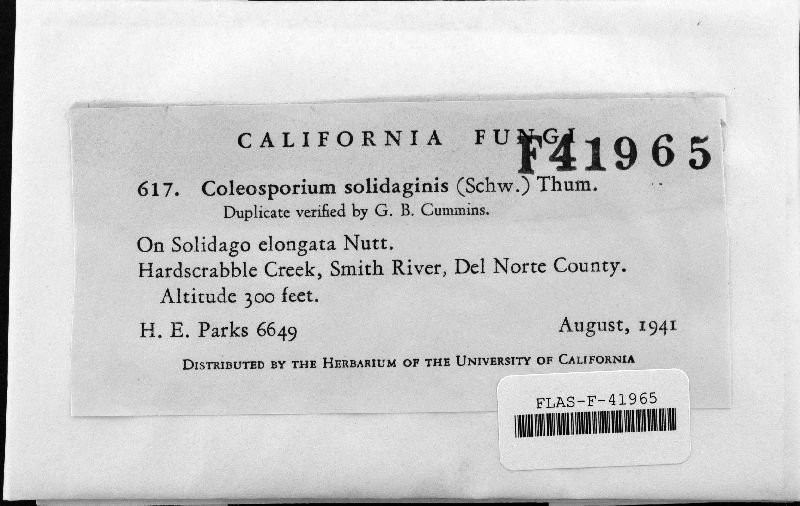 CALIFORNIA FUNGI
F41965
617. Coleosporium solidaginis (Schw.) Thum.
Duplicate verified by G. B. Cummins.
On Solidago elongata Nutt.
Hardscrabble Creek, Smith River, Del Norte County.
Altitude 300 feet.
H. E. Parks 6649 August, 1941
DISTRIBUTED BY THE HERBARIUM OF THE UNIVERSITY OF CALIFORNIA
FLAS-F-41965